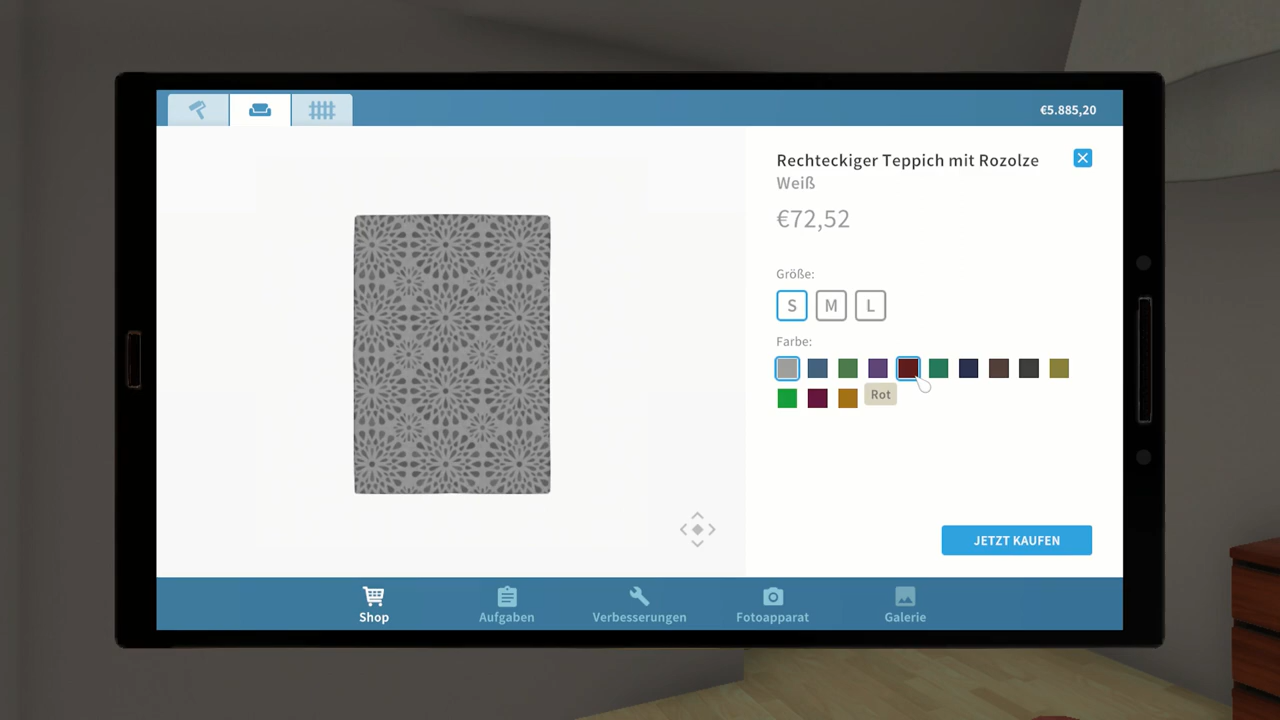 €5.885,20
Rechteckiger Teppich mit Rozolze
Weiß
€72,52
Größe:
S M L
Farbe:
Rot
JETZT KAUFEN
Shop Aufgaben Verbesserungen Fotoapparat Galerie